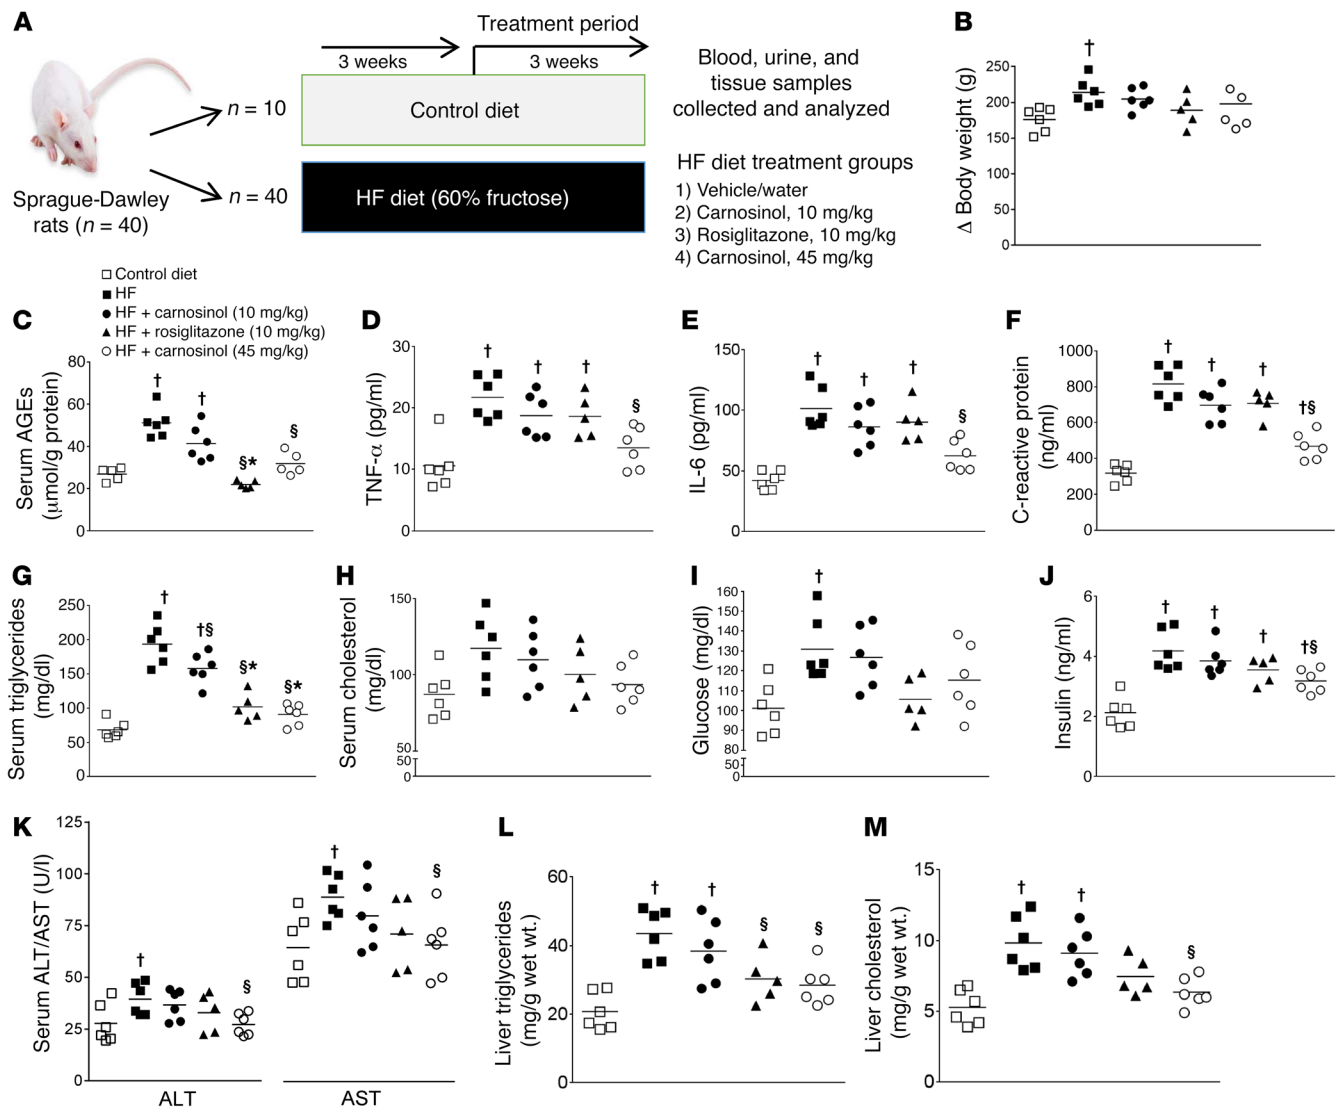 A
Treatment period
3 weeks
3 weeks
n = 10
Control diet
n = 40
HF diet (60% fructose)
Sprague-Dawley
rats (n = 40)
Blood, urine, and
tissue samples
collected and analyzed
HF diet treatment groups
1) Vehicle/water
2) Carnosinol, 10 mg/kg
3) Rosiglitazone, 10 mg/kg
4) Carnosinol, 45 mg/kg
B
Δ Body weight (g)
250
200
150
100
50
0
†
□ Control diet
■ HF
● HF + carnosinol (10 mg/kg)
▲ HF + rosiglitazone (10 mg/kg)
○ HF + carnosinol (45 mg/kg)
C
Serum AGEs
(μmol/g protein)
80
60
40
20
0
†
†
§*
§
D
TNF-α (pg/ml)
30
20
10
0
†
†
†
§
E
IL-6 (pg/ml)
150
100
50
0
†
†
†
§
F
C-reactive protein
(ng/ml)
1000
800
600
400
200
0
†
†
†
†§
G
Serum triglycerides
(mg/dl)
250
200
150
100
50
0
†
†§
§*
§*
H
Serum cholesterol
(mg/dl)
150
100
50
50
0
I
Glucose (mg/dl)
160
150
140
130
120
110
100
90
80
50
0
†
J
Insulin (ng/ml)
6
4
2
0
†
†
†
†§
K
Serum ALT/AST (U/l)
125
100
75
50
25
0
†
§
†
§
ALT
AST
L
Liver triglycerides
(mg/g wet wt.)
60
40
20
0
†
†
§
§
M
Liver cholesterol
(mg/g wet wt.)
15
10
5
0
†
†
§